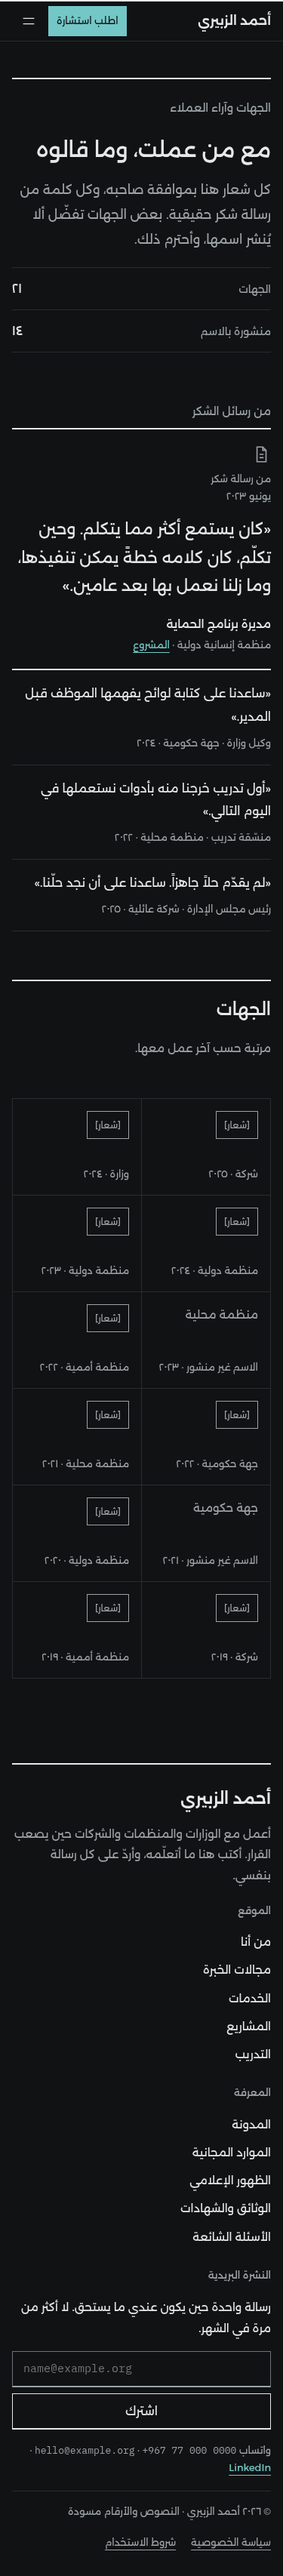 أحمد الزبيري
اطلب استشارة
الجهات وآراء العملاء
مع من عملت، وما قالوه
كل شعار هنا بموافقة صاحبه، وكل كلمة من
رسالة شكر حقيقية. بعض الجهات تفضّل ألا
يُنشر اسمها، وأحترم ذلك.
الجهات
٢١
منشورة بالاسم
١٤
من رسائل الشكر
من رسالة شكر
يونيو ٢٠٢٣
«كان يستمع أكثر مما يتكلم. وحين
تكلّم، كان كلامه خطةً يمكن تنفيذها،
وما زلنا نعمل بها بعد عامين.»
مديرة برنامج الحماية
منظمة إنسانية دولية · المشروع
«ساعدنا على كتابة لوائح يفهمها الموظف قبل
المدير.»
وكيل وزارة · جهة حكومية · ٢٠٢٤
«أول تدريب خرجنا منه بأدوات نستعملها في
اليوم التالي.»
منسّقة تدريب · منظمة محلية · ٢٠٢٢
«لم يقدّم حلاً جاهزاً. ساعدنا على أن نجد حلّنا.»
رئيس مجلس الإدارة · شركة عائلية · ٢٠٢٥
الجهات
مرتبة حسب آخر عمل معها.
[شعار]
شركة · ٢٠٢٥
[شعار]
وزارة · ٢٠٢٤
[شعار]
منظمة دولية · ٢٠٢٤
[شعار]
منظمة دولية · ٢٠٢٣
منظمة محلية
الاسم غير منشور · ٢٠٢٣
[شعار]
منظمة أممية · ٢٠٢٢
[شعار]
جهة حكومية · ٢٠٢٢
[شعار]
منظمة محلية · ٢٠٢١
جهة حكومية
الاسم غير منشور · ٢٠٢١
[شعار]
منظمة دولية · ٢٠٢٠
[شعار]
شركة · ٢٠١٩
[شعار]
منظمة أممية · ٢٠١٩
أحمد الزبيري
أعمل مع الوزارات والمنظمات والشركات حين يصعب
القرار. أكتب هنا ما أتعلّمه، وأردّ على كل رسالة
بنفسي.
الموقع
من أنا
مجالات الخبرة
الخدمات
المشاريع
التدريب
المعرفة
المدونة
الموارد المجانية
الظهور الإعلامي
الوثائق والشهادات
الأسئلة الشائعة
النشرة البريدية
رسالة واحدة حين يكون عندي ما يستحق. لا أكثر من
مرة في الشهر.
name@example.org
اشترك
واتساب +967 77 000 0000 · hello@example.org ·
LinkedIn
© ٢٠٢٦ أحمد الزبيري · النصوص والأرقام مسودة
سياسة الخصوصية
شروط الاستخدام